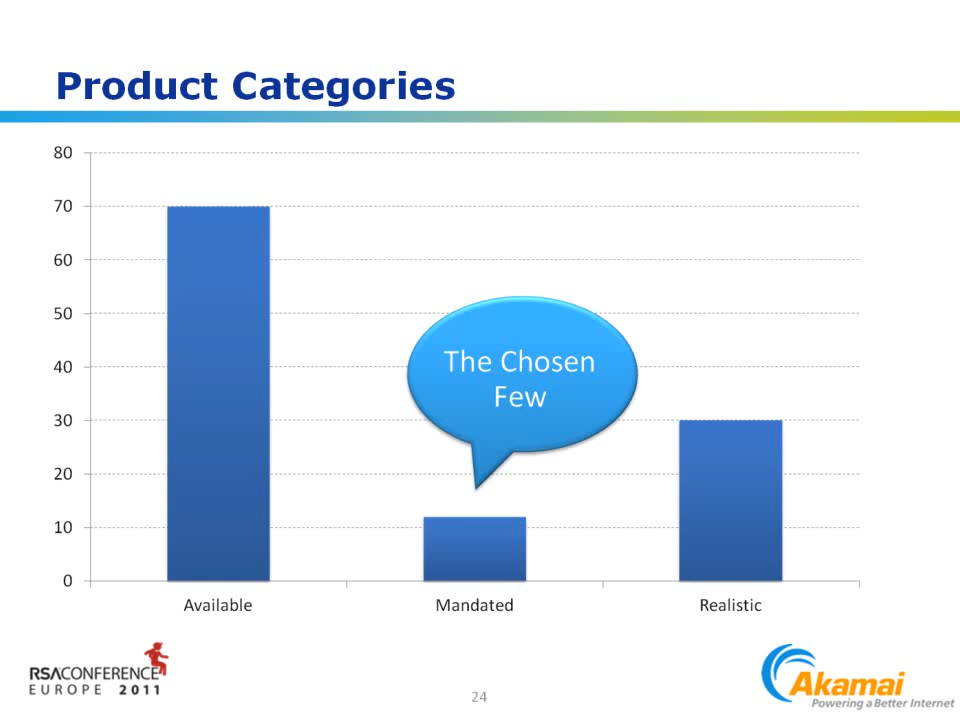 Product Categories
80
70
60
50
40
30
20
10
0
The Chosen
Few
Available Mandated Realistic
RSACONFERENCE
EUROPE 2011
24
Akamai
Powering a Better Internet